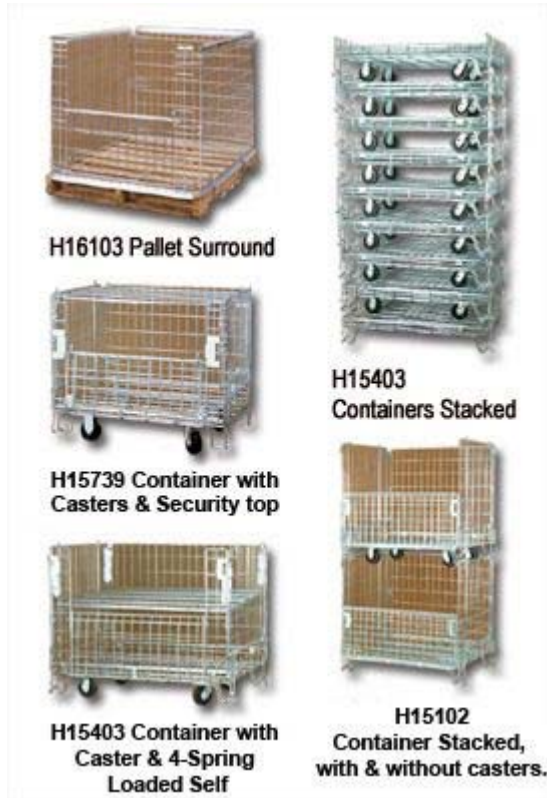 H16103 Pallet Surround
H15739 Container with
Casters & Security top
H15403 Container with
Caster & 4-Spring
Loaded Self
H15403
Containers Stacked
H15102
Container Stacked,
with & without casters.